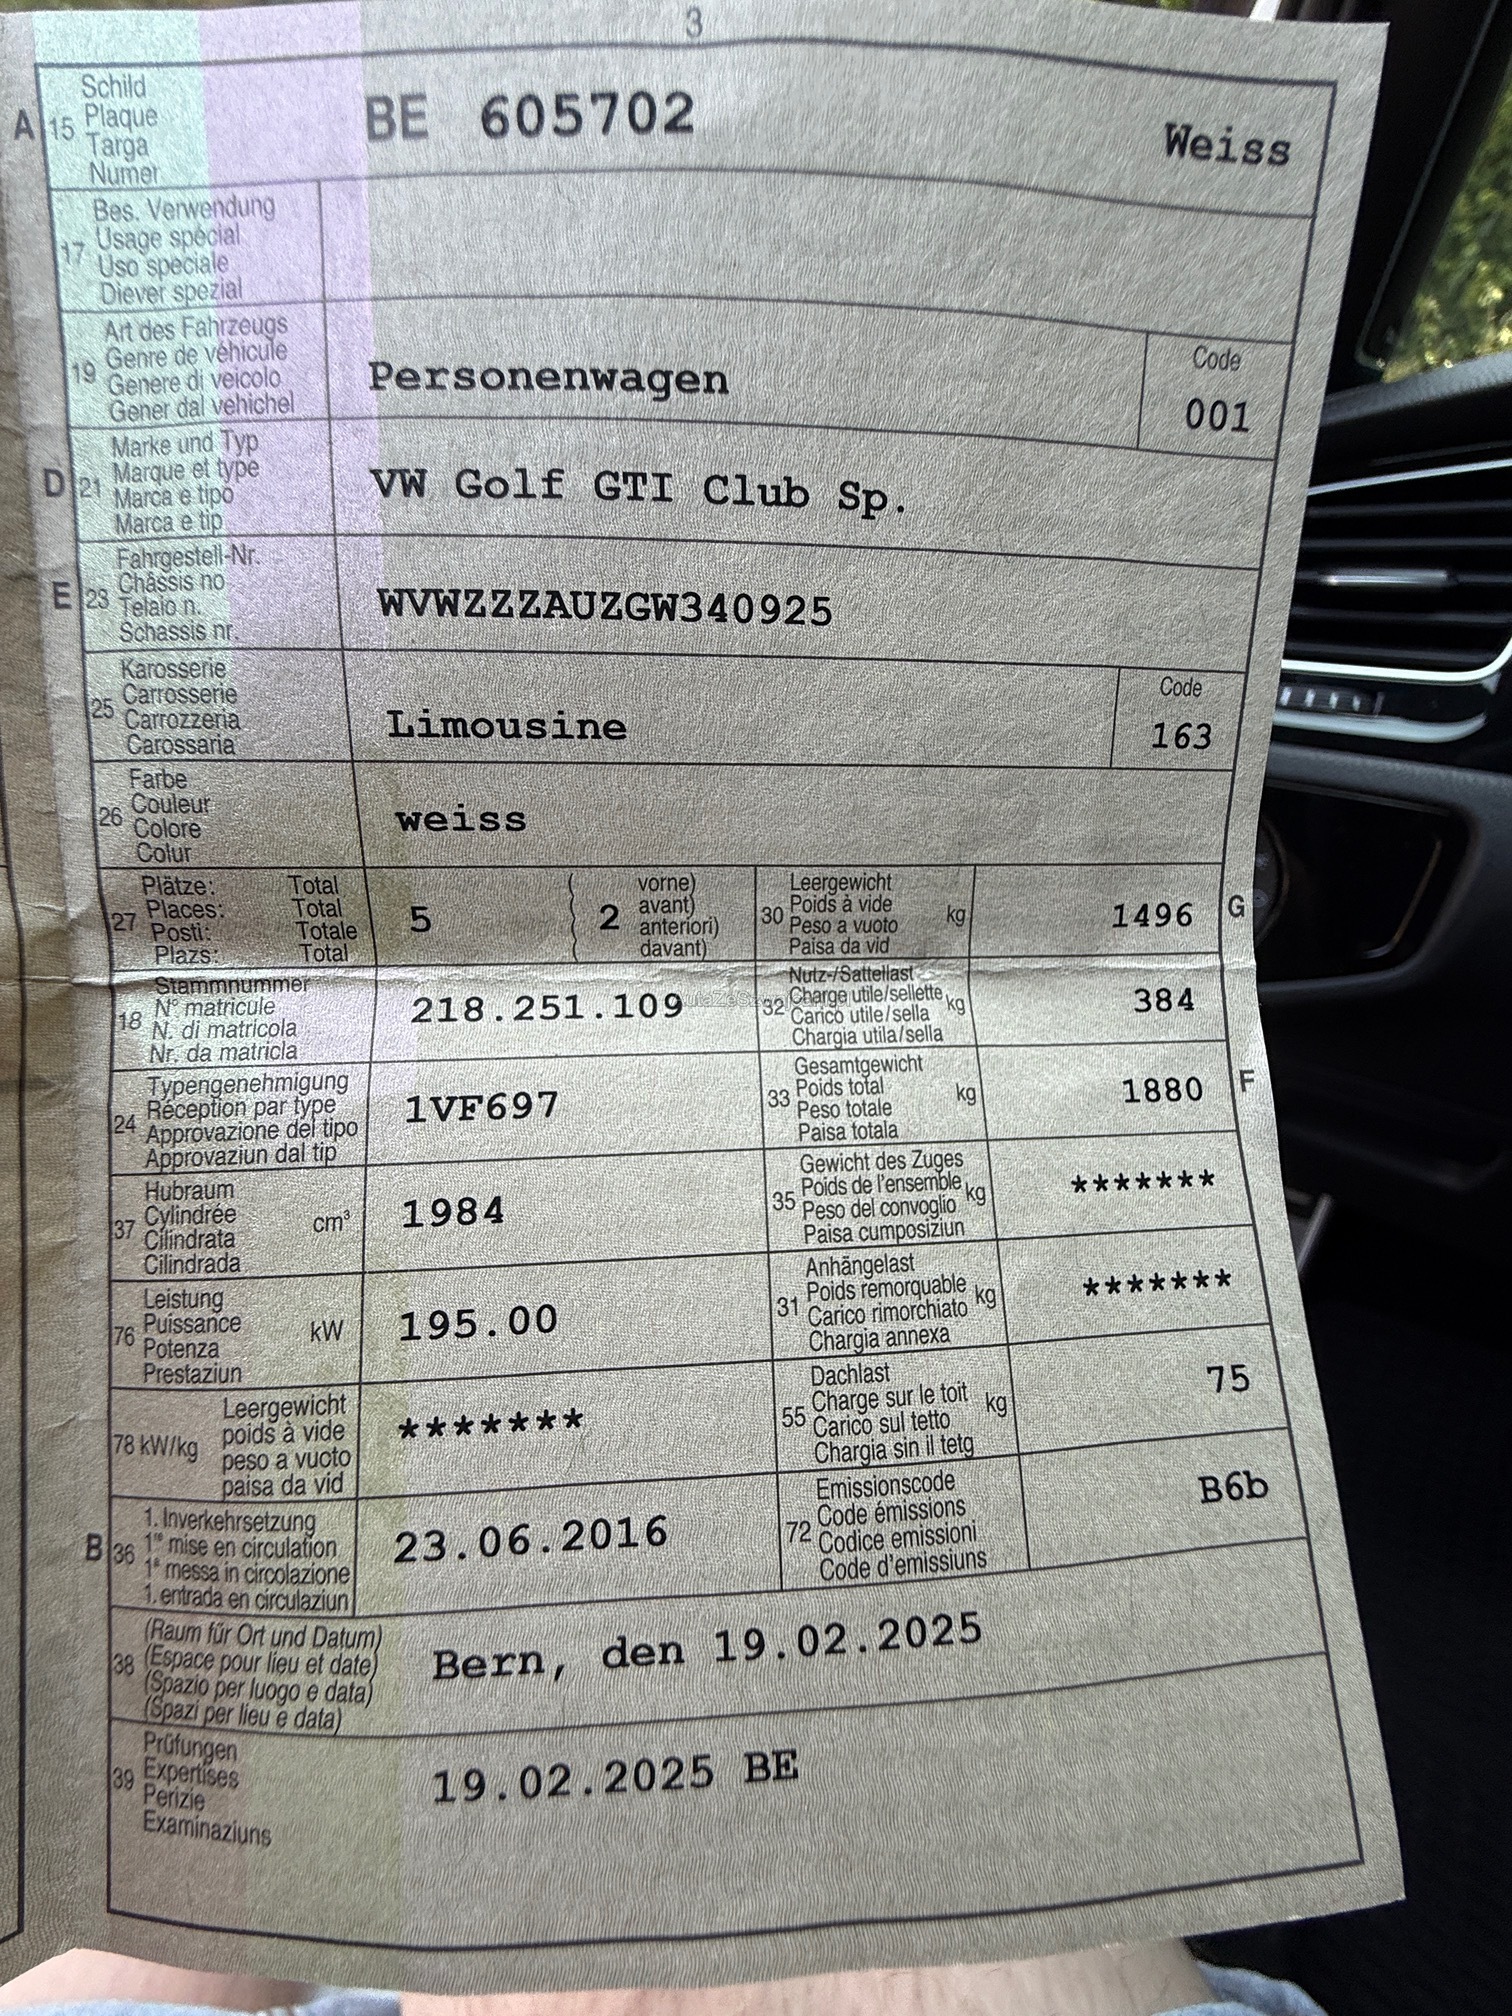 3
A 15 Schild
Plaque
Targa
Numer
BE 605702 Weiss
17 Bes. Verwendung
Usage spécial
Uso speciale
Diever spezial
19 Art des Fahrzeugs
Genre de véhicule
Genere di veicolo
Gener dal vehichel
Personenwagen
Code
001
D 21 Marke und Typ
Marque et type
Marca e tipo
Marca e tip
VW Golf GTI Club Sp.
E 23 Fahrgestell-Nr.
Châssis no
Telaio n.
Schassis nr.
WVWZZZAUZGW340925
25 Karosserie
Carrosserie
Carrozzeria
Carossaria
Limousine
Code
163
26 Farbe
Couleur
Colore
Colur
weiss
27 Plätze: Total
Places: Total
Posti: Totale
Plazs: Total
5 ( 2 vorne)
avant)
anteriori)
davant)
30 Leergewicht
Poids à vide
Peso a vuoto
Paisa da vid
kg
1496 G
18 Stammnummer
N° matricule
N. di matricola
Nr. da matricla
218.251.109
32 Nutz-/Sattellast
Charge utile/sellette
Carico utile/sella
Chargia utila/sella
kg
384
24 Typengenehmigung
Réception par type
Approvazione del tipo
Approvaziun dal tip
1VF697
33 Gesamtgewicht
Poids total
Peso totale
Paisa totala
kg
1880 F
37 Hubraum
Cylindrée
Cilindrata
Cilindrada
cm³
1984
35 Gewicht des Zuges
Poids de l'ensemble
Peso del convoglio
Paisa cumposiziun
kg
*******
76 Leistung
Puissance
Potenza
Prestaziun
kW
195.00
31 Anhängelast
Poids remorquable
Carico rimorchiato
Chargia annexa
kg
*******
78 kW/kg Leergewicht
poids à vide
peso a vuoto
paisa da vid
*******
55 Dachlast
Charge sur le toit
Carico sul tetto
Chargia sin il tetg
kg
75
B 36 1. Inverkehrsetzung
1re mise en circulation
1a messa in circolazione
1. entrada en circulaziun
23.06.2016
72 Emissionscode
Code émissions
Codice emissioni
Code d'emissiuns
B6b
38 (Raum für Ort und Datum)
(Espace pour lieu et date)
(Spazio per luogo e data)
(Spazi per lieu e data)
Bern, den 19.02.2025
39 Prüfungen
Expertises
Perizie
Examinaziuns
19.02.2025 BE